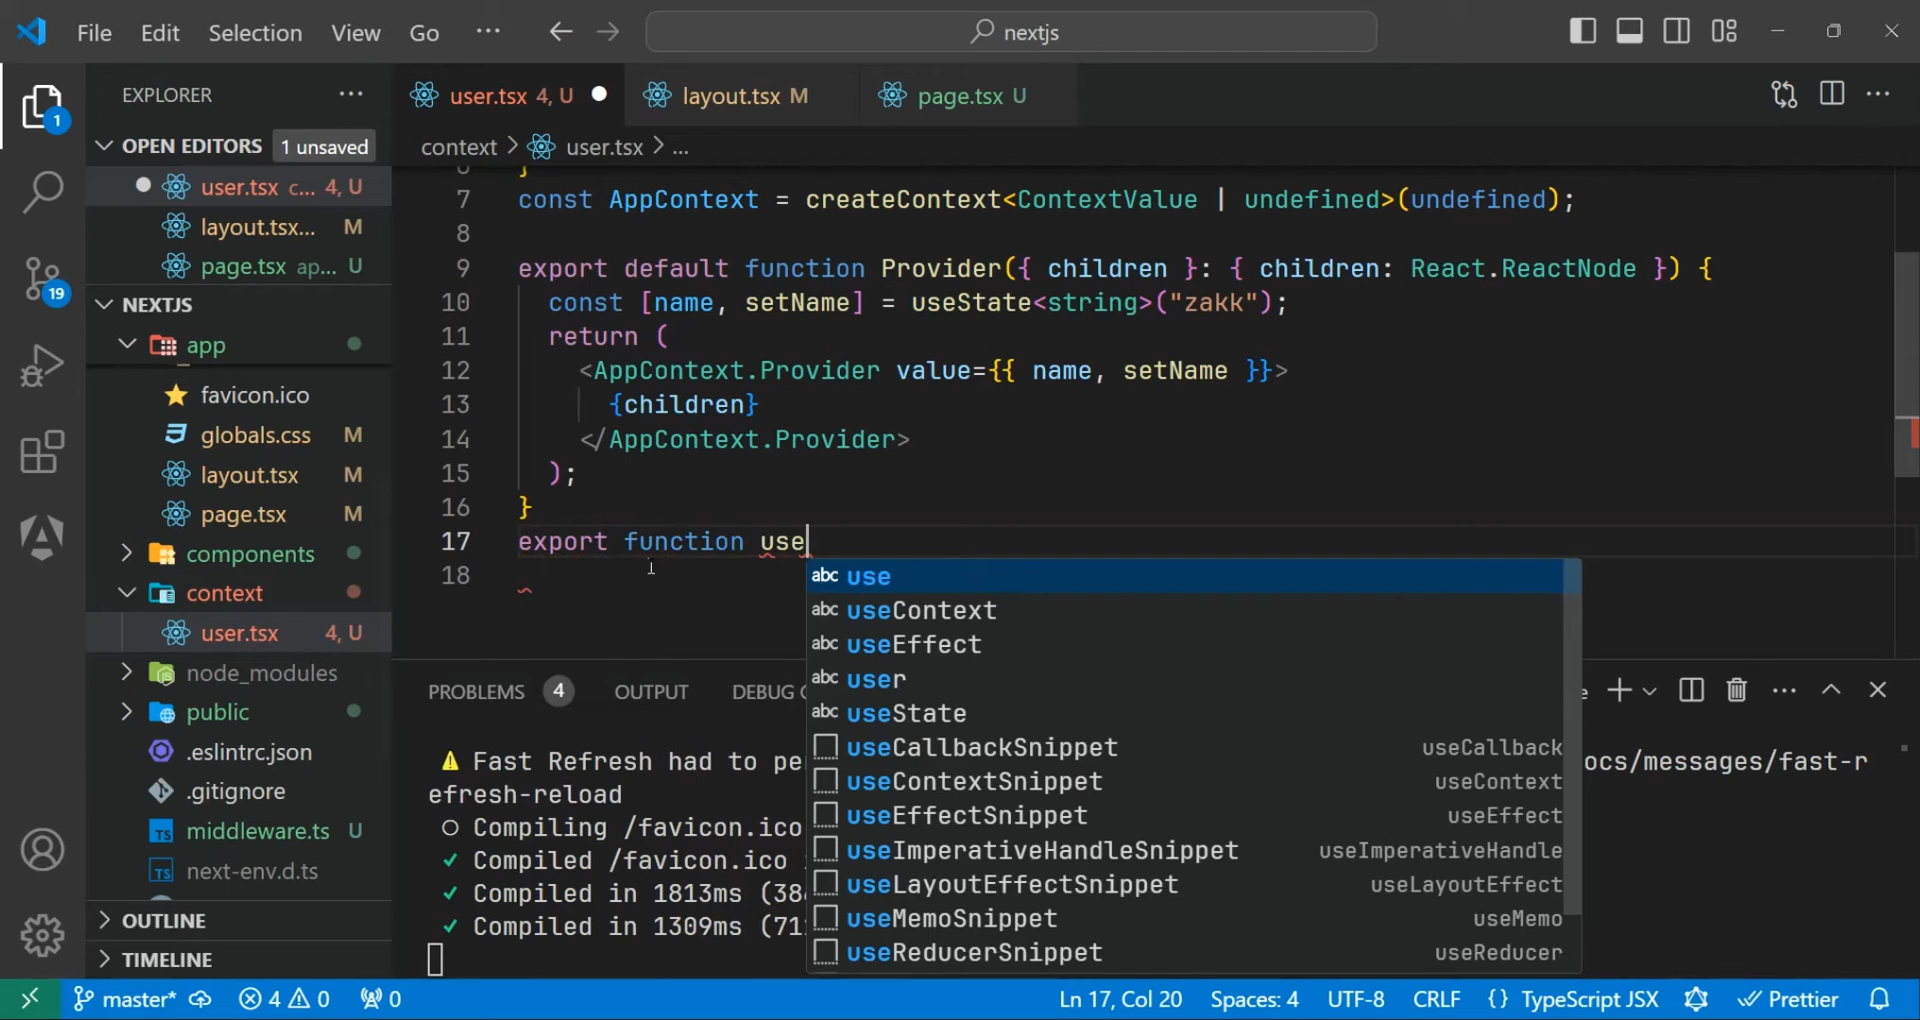 File Edit Selection View Go ··· nextjs
EXPLORER ···
OPEN EDITORS 1 unsaved
user.tsx c... 4, U
layout.tsx... M
page.tsx ap... U
NEXTJS
app
favicon.ico
globals.css M
layout.tsx M
page.tsx M
components
context
user.tsx 4, U
node_modules
public
.eslintrc.json
.gitignore
middleware.ts U
next-env.d.ts
OUTLINE
TIMELINE
1
19
user.tsx 4, U layout.tsx M page.tsx U
context > user.tsx > ...
7 const AppContext = createContext<ContextValue | undefined>(undefined);
8
9 export default function Provider({ children }: { children: React.ReactNode }) {
10 const [name, setName] = useState<string>("zakk");
11 return (
12 <AppContext.Provider value={{ name, setName }}>
13 {children}
14 </AppContext.Provider>
15 );
16 }
17 export function use
18
abc use
abc useContext
abc useEffect
abc user
abc useState
useCallbackSnippet useCallback
useContextSnippet useContext
useEffectSnippet useEffect
useImperativeHandleSnippet useImperativeHandle
useLayoutEffectSnippet useLayoutEffect
useMemoSnippet useMemo
useReducerSnippet useReducer
PROBLEMS 4 OUTPUT DEBUG
Fast Refresh had to pe ocs/messages/fast-r
efresh-reload
Compiling /favicon.ico
✓ Compiled /favicon.ico
✓ Compiled in 1813ms (38
✓ Compiled in 1309ms (71
master* 4 0 0 Ln 17, Col 20 Spaces: 4 UTF-8 CRLF {} TypeScript JSX Prettier